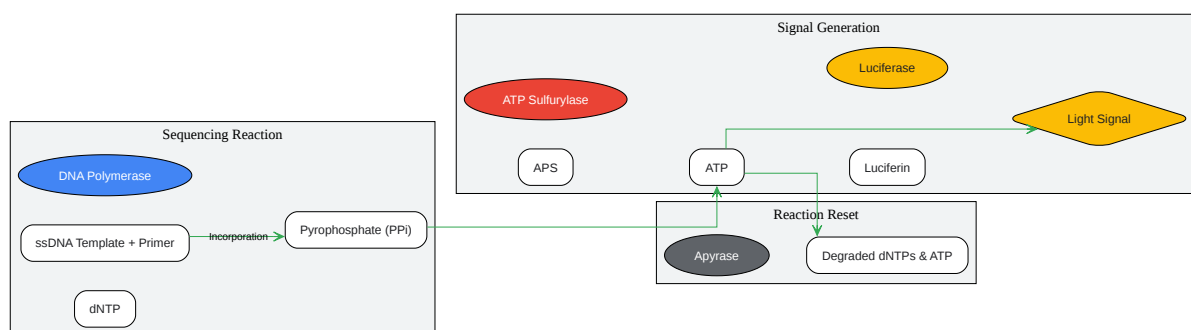 Sequencing Reaction
DNA Polymerase
ssDNA Template + Primer
Incorporation
Pyrophosphate (PPi)
dNTP
Signal Generation
Luciferase
ATP Sulfurylase
Light Signal
APS
ATP
Luciferin
Reaction Reset
Apyrase
Degraded dNTPs & ATP